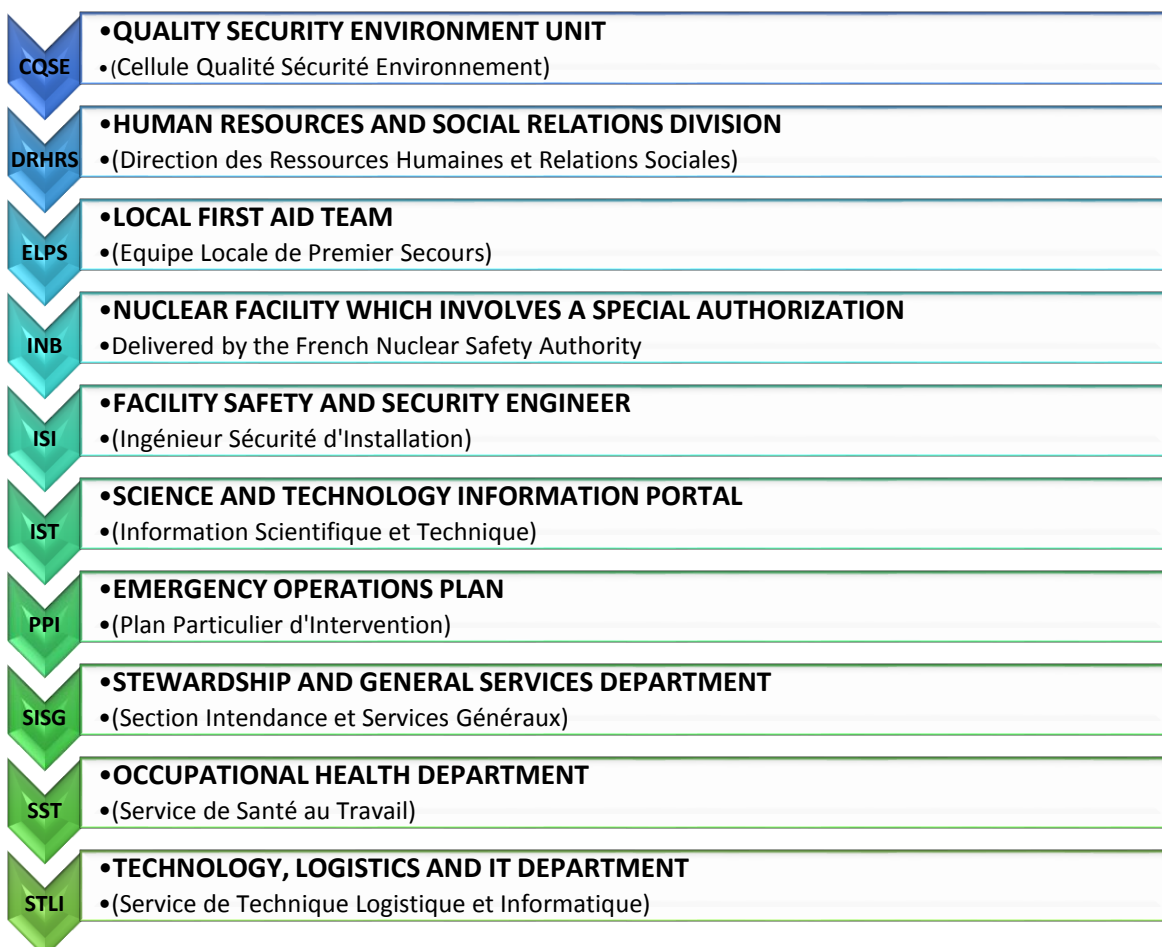 CQSE
•QUALITY SECURITY ENVIRONMENT UNIT
•(Cellule Qualité Sécurité Environnement)
DRHRS
•HUMAN RESOURCES AND SOCIAL RELATIONS DIVISION
•(Direction des Ressources Humaines et Relations Sociales)
ELPS
•LOCAL FIRST AID TEAM
•(Equipe Locale de Premier Secours)
INB
•NUCLEAR FACILITY WHICH INVOLVES A SPECIAL AUTHORIZATION
•Delivered by the French Nuclear Safety Authority
ISI
•FACILITY SAFETY AND SECURITY ENGINEER
•(Ingénieur Sécurité d'Installation)
IST
•SCIENCE AND TECHNOLOGY INFORMATION PORTAL
•(Information Scientifique et Technique)
PPI
•EMERGENCY OPERATIONS PLAN
•(Plan Particulier d'Intervention)
SISG
•STEWARDSHIP AND GENERAL SERVICES DEPARTMENT
•(Section Intendance et Services Généraux)
SST
•OCCUPATIONAL HEALTH DEPARTMENT
•(Service de Santé au Travail)
STLI
•TECHNOLOGY, LOGISTICS AND IT DEPARTMENT
•(Service de Technique Logistique et Informatique)